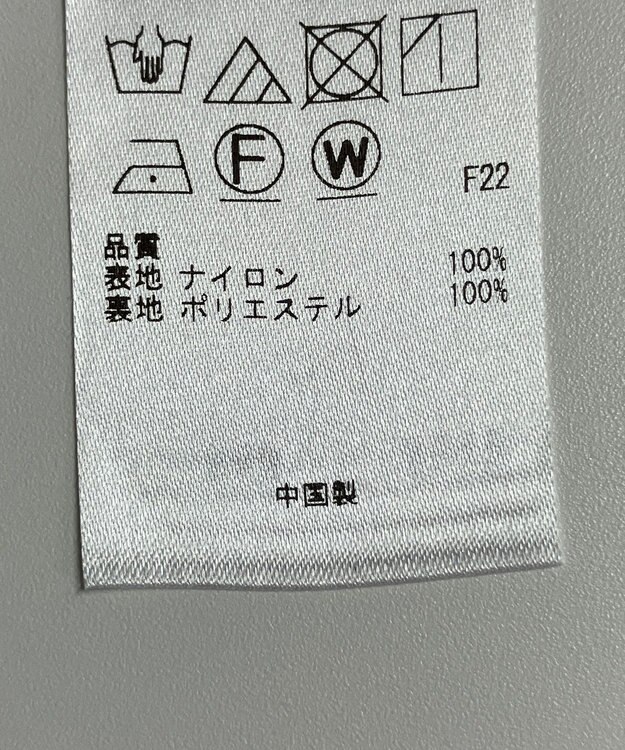 F W F22
品質
表地 ナイロン 100%
裏地 ポリエステル 100%
中国製